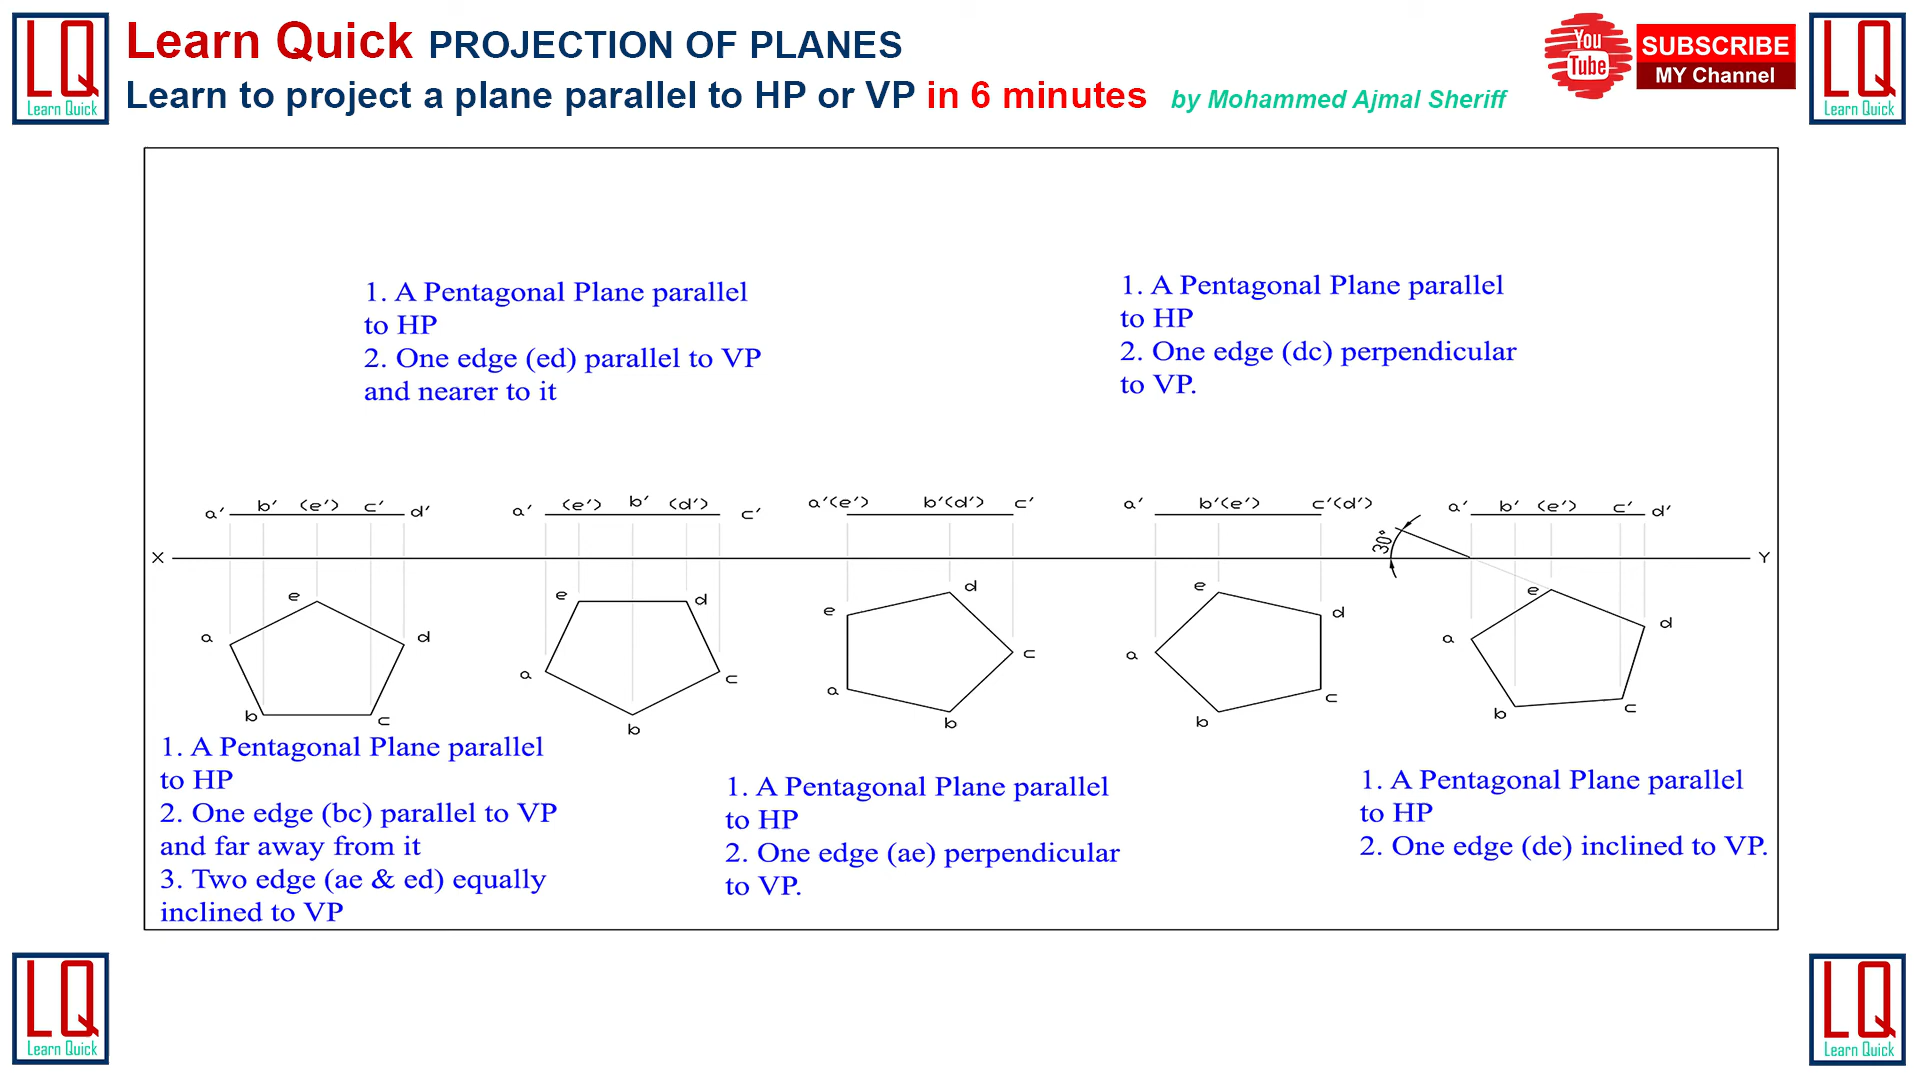 LQ
Learn Quick
Learn Quick PROJECTION OF PLANES
Learn to project a plane parallel to HP or VP in 6 minutes by Mohammed Ajmal Sheriff
You
Tube
SUBSCRIBE
MY Channel
LQ
Learn Quick
1. A Pentagonal Plane parallel
to HP
2. One edge (ed) parallel to VP
and nearer to it
1. A Pentagonal Plane parallel
to HP
2. One edge (dc) perpendicular
to VP.
a' b' (e') c' d'
a' (e') b' (d') c'
a'(e') b'(d') c'
a' b'(e') c'(d')
a' b' (e') c' d'
30°
X Y
e a d b c
e d a c b
e d c a b
e d a c b
e d a c b
1. A Pentagonal Plane parallel
to HP
2. One edge (bc) parallel to VP
and far away from it
3. Two edge (ae & ed) equally
inclined to VP
1. A Pentagonal Plane parallel
to HP
2. One edge (ae) perpendicular
to VP.
1. A Pentagonal Plane parallel
to HP
2. One edge (de) inclined to VP.
LQ
Learn Quick
LQ
Learn Quick